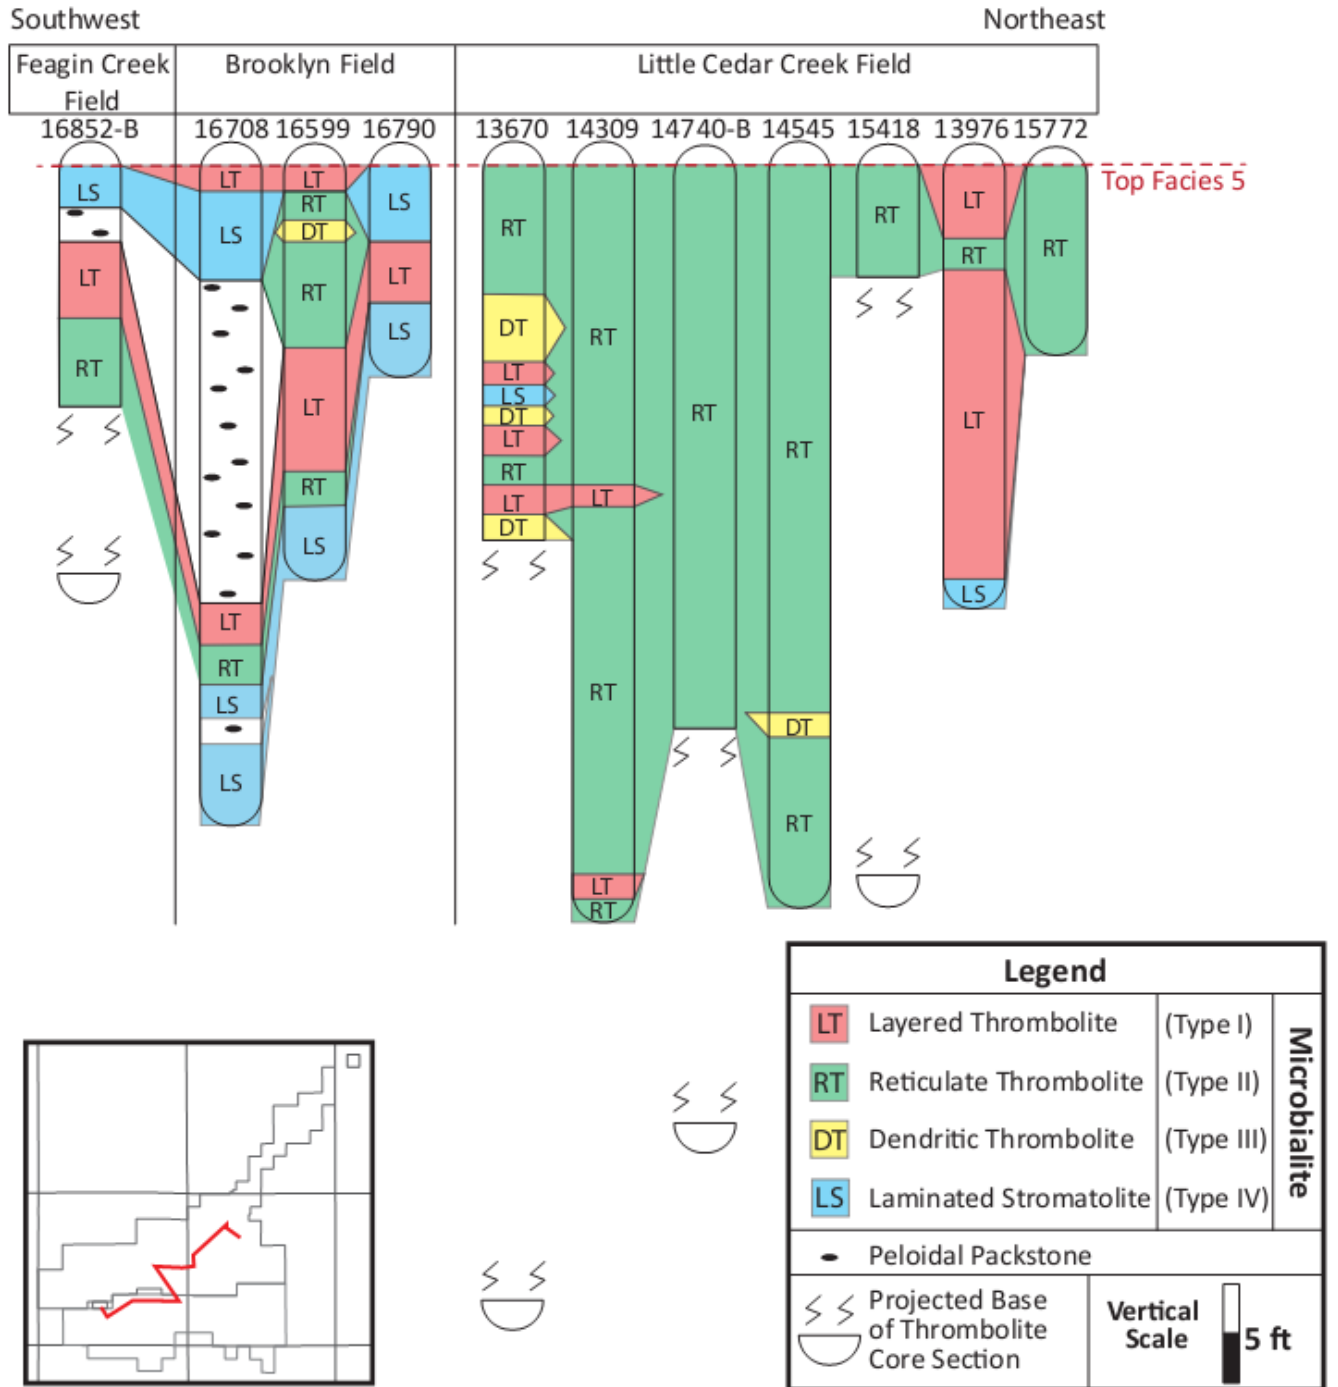 Southwest
Northeast
Feagin Creek
Field
Brooklyn Field
Little Cedar Creek Field
16852-B
16708
16599
16790
13670
14309
14740-B
14545
15418
13976
15772
Top Facies 5
LS
LT
RT
LT
LS
LT
RT
LS
LS
LT
RT
DT
RT
LT
RT
LS
LS
LT
LS
RT
DT
LT
LS
DT
LT
RT
LT
DT
RT
LT
RT
LT
RT
RT
RT
DT
RT
RT
LT
RT
LT
LS
RT
Legend
LT Layered Thrombolite (Type I)
RT Reticulate Thrombolite (Type II)
DT Dendritic Thrombolite (Type III)
LS Laminated Stromatolite (Type IV)
Microbialite
Peloidal Packstone
Projected Base
of Thrombolite
Core Section
Vertical
Scale
5 ft